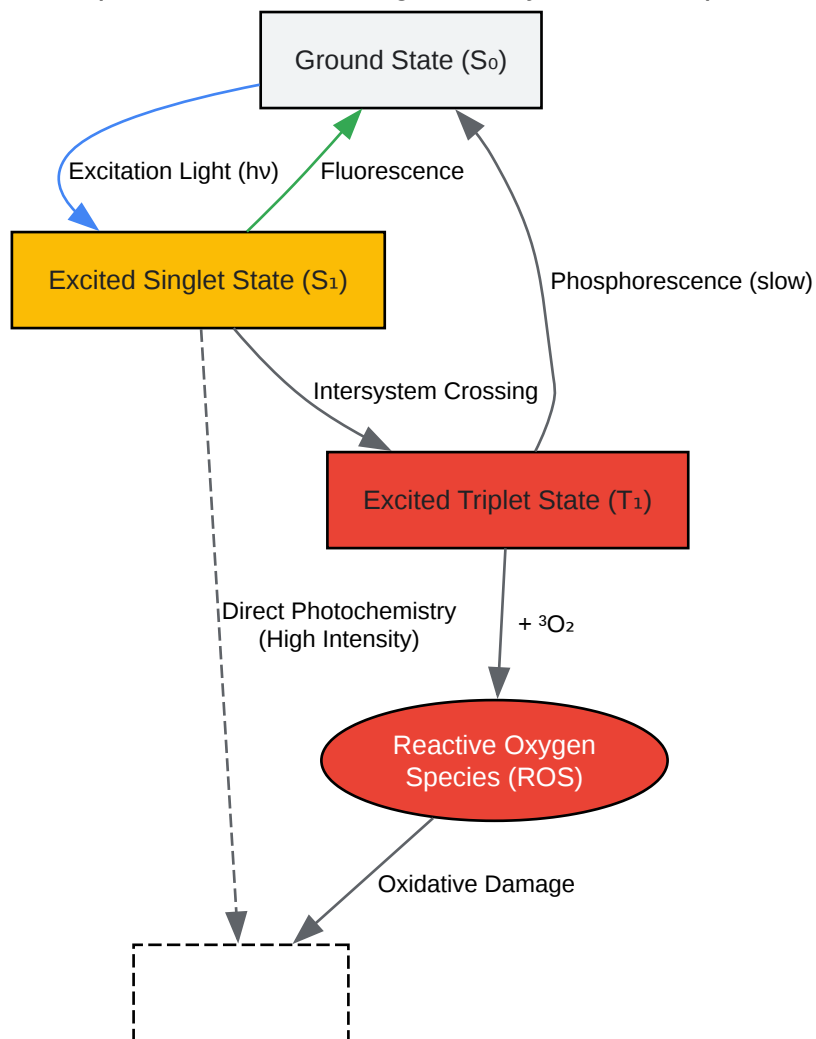 Ground State (S₀)
Excitation Light (hν)
Fluorescence
Excited Singlet State (S₁)
Phosphorescence (slow)
Intersystem Crossing
Excited Triplet State (T₁)
Direct Photochemistry
(High Intensity)
+ ³O₂
Reactive Oxygen
Species (ROS)
Oxidative Damage